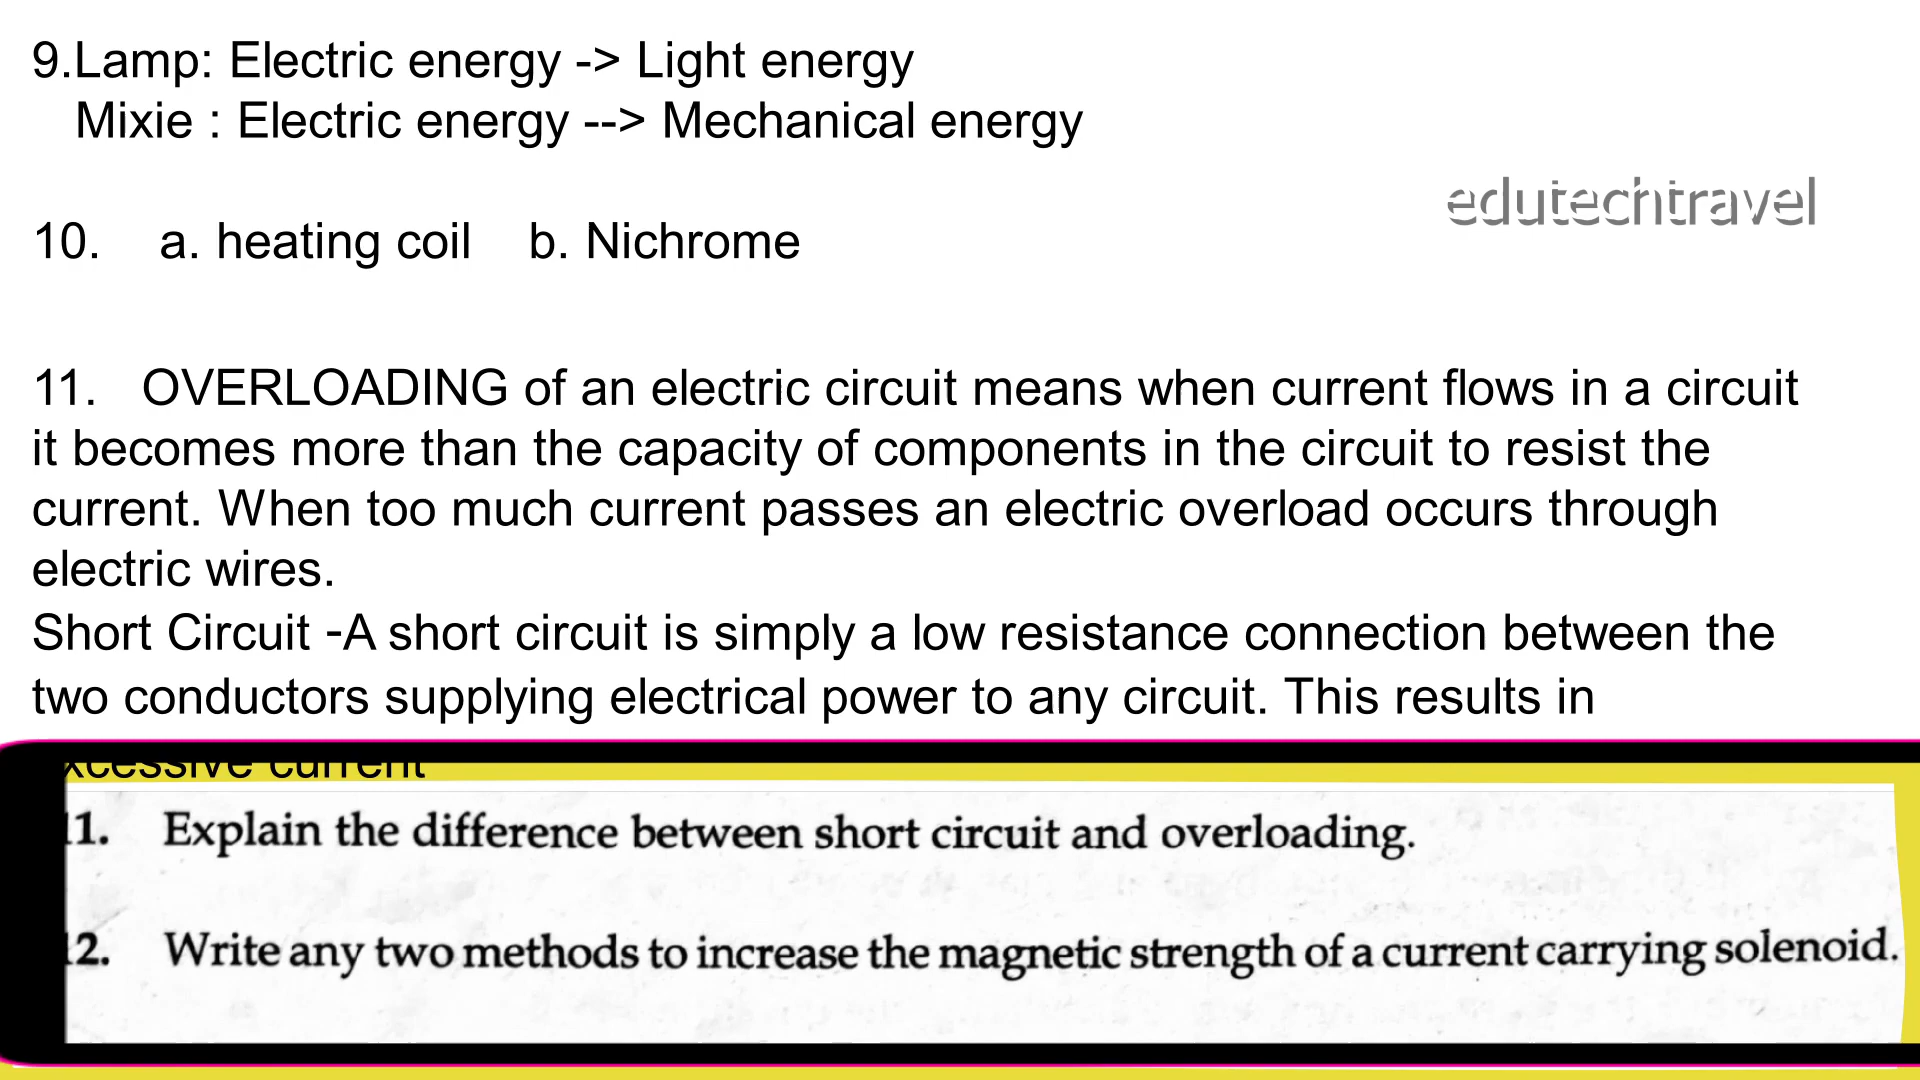 9.Lamp: Electric energy -> Light energy
Mixie : Electric energy --> Mechanical energy
edutechtravel
10. a. heating coil b. Nichrome
11. OVERLOADING of an electric circuit means when current flows in a circuit
it becomes more than the capacity of components in the circuit to resist the
current. When too much current passes an electric overload occurs through
electric wires.
Short Circuit -A short circuit is simply a low resistance connection between the
two conductors supplying electrical power to any circuit. This results in
xcessive current
11. Explain the difference between short circuit and overloading.
12. Write any two methods to increase the magnetic strength of a current carrying solenoid.